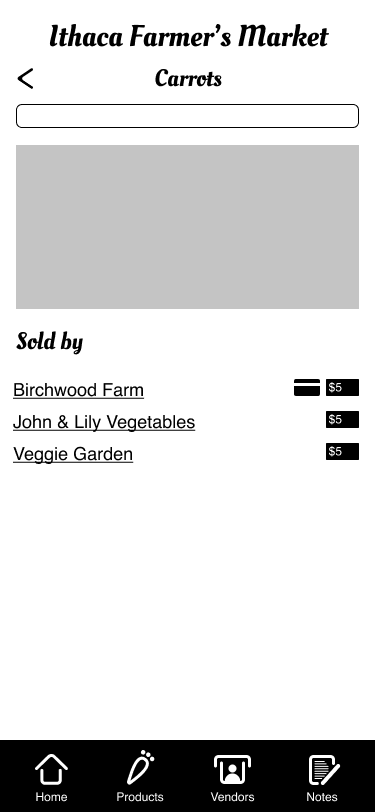 Ithaca Farmer's Market
Carrots
Sold by
Birchwood Farm $5
John & Lily Vegetables $5
Veggie Garden $5
Home Products Vendors Notes